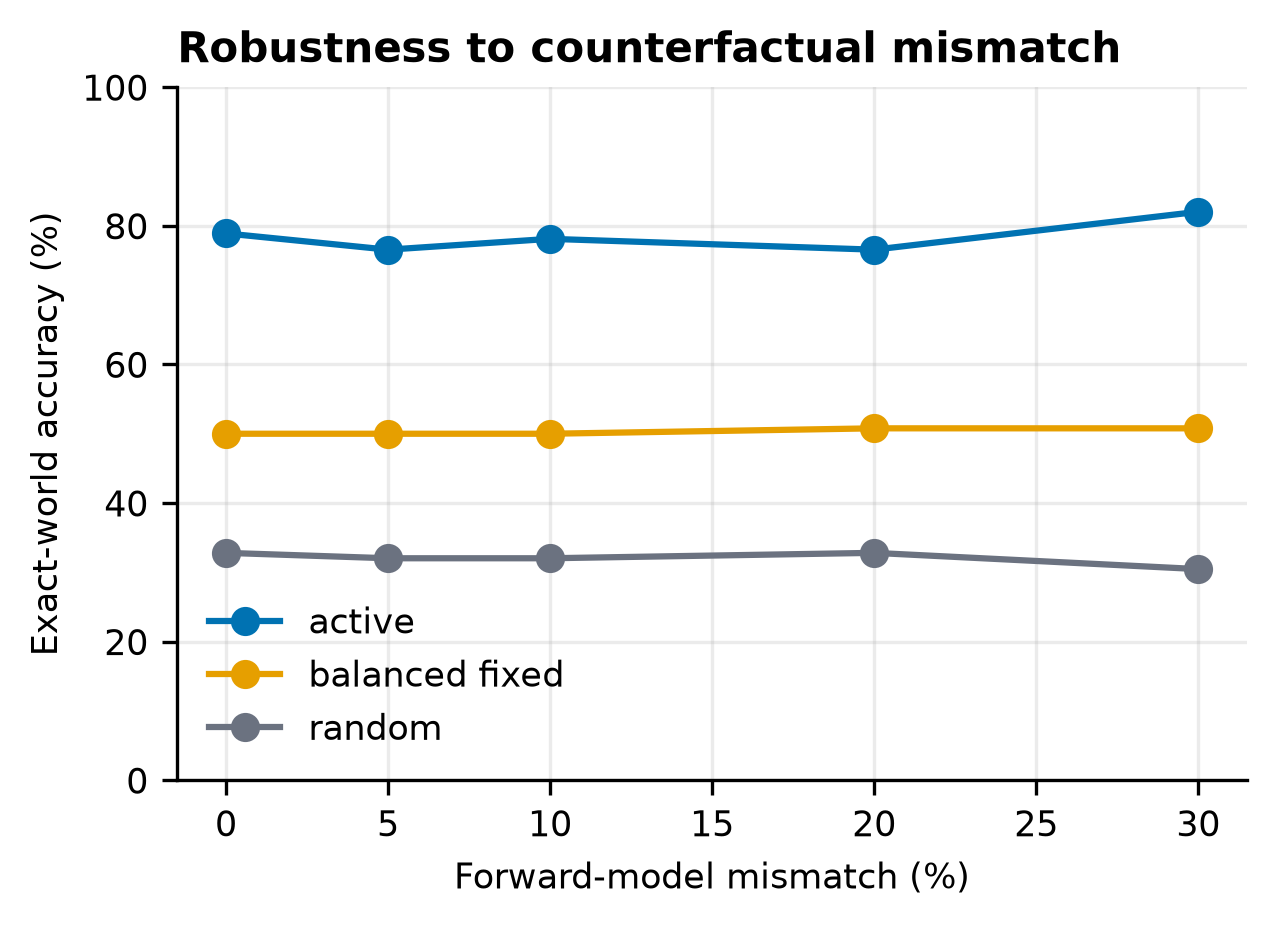 Robustness to counterfactual mismatch
100
80
60
40
20
0
Exact-world accuracy (%)
active
balanced fixed
random
0 5 10 15 20 25 30
Forward-model mismatch (%)